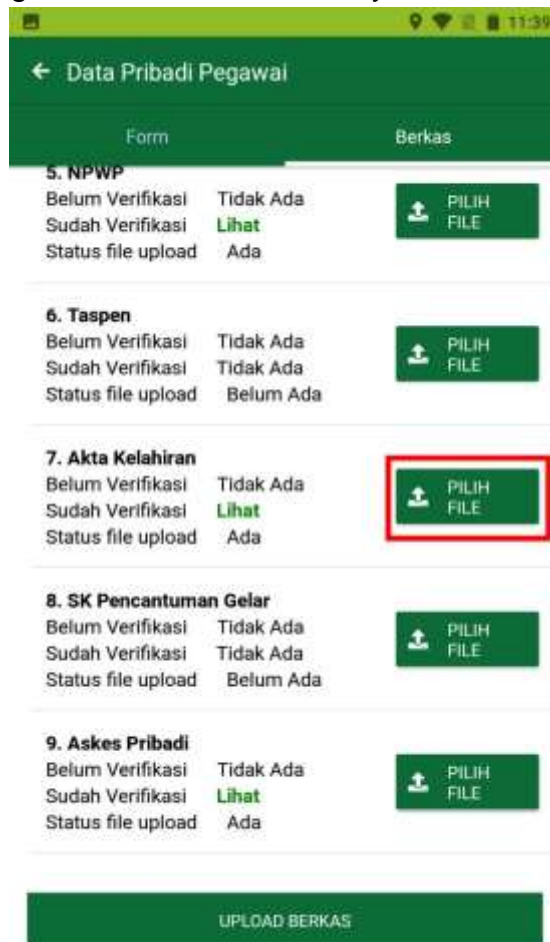 11:39
Data Pribadi Pegawai
Form Berkas
5. NPWP
Belum Verifikasi Tidak Ada
Sudah Verifikasi Lihat
Status file upload Ada
PILIH
FILE
6. Taspen
Belum Verifikasi Tidak Ada
Sudah Verifikasi Tidak Ada
Status file upload Belum Ada
PILIH
FILE
7. Akta Kelahiran
Belum Verifikasi Tidak Ada
Sudah Verifikasi Lihat
Status file upload Ada
PILIH
FILE
8. SK Pencantuman Gelar
Belum Verifikasi Tidak Ada
Sudah Verifikasi Tidak Ada
Status file upload Belum Ada
PILIH
FILE
9. Askes Pribadi
Belum Verifikasi Tidak Ada
Sudah Verifikasi Lihat
Status file upload Ada
PILIH
FILE
UPLOAD BERKAS